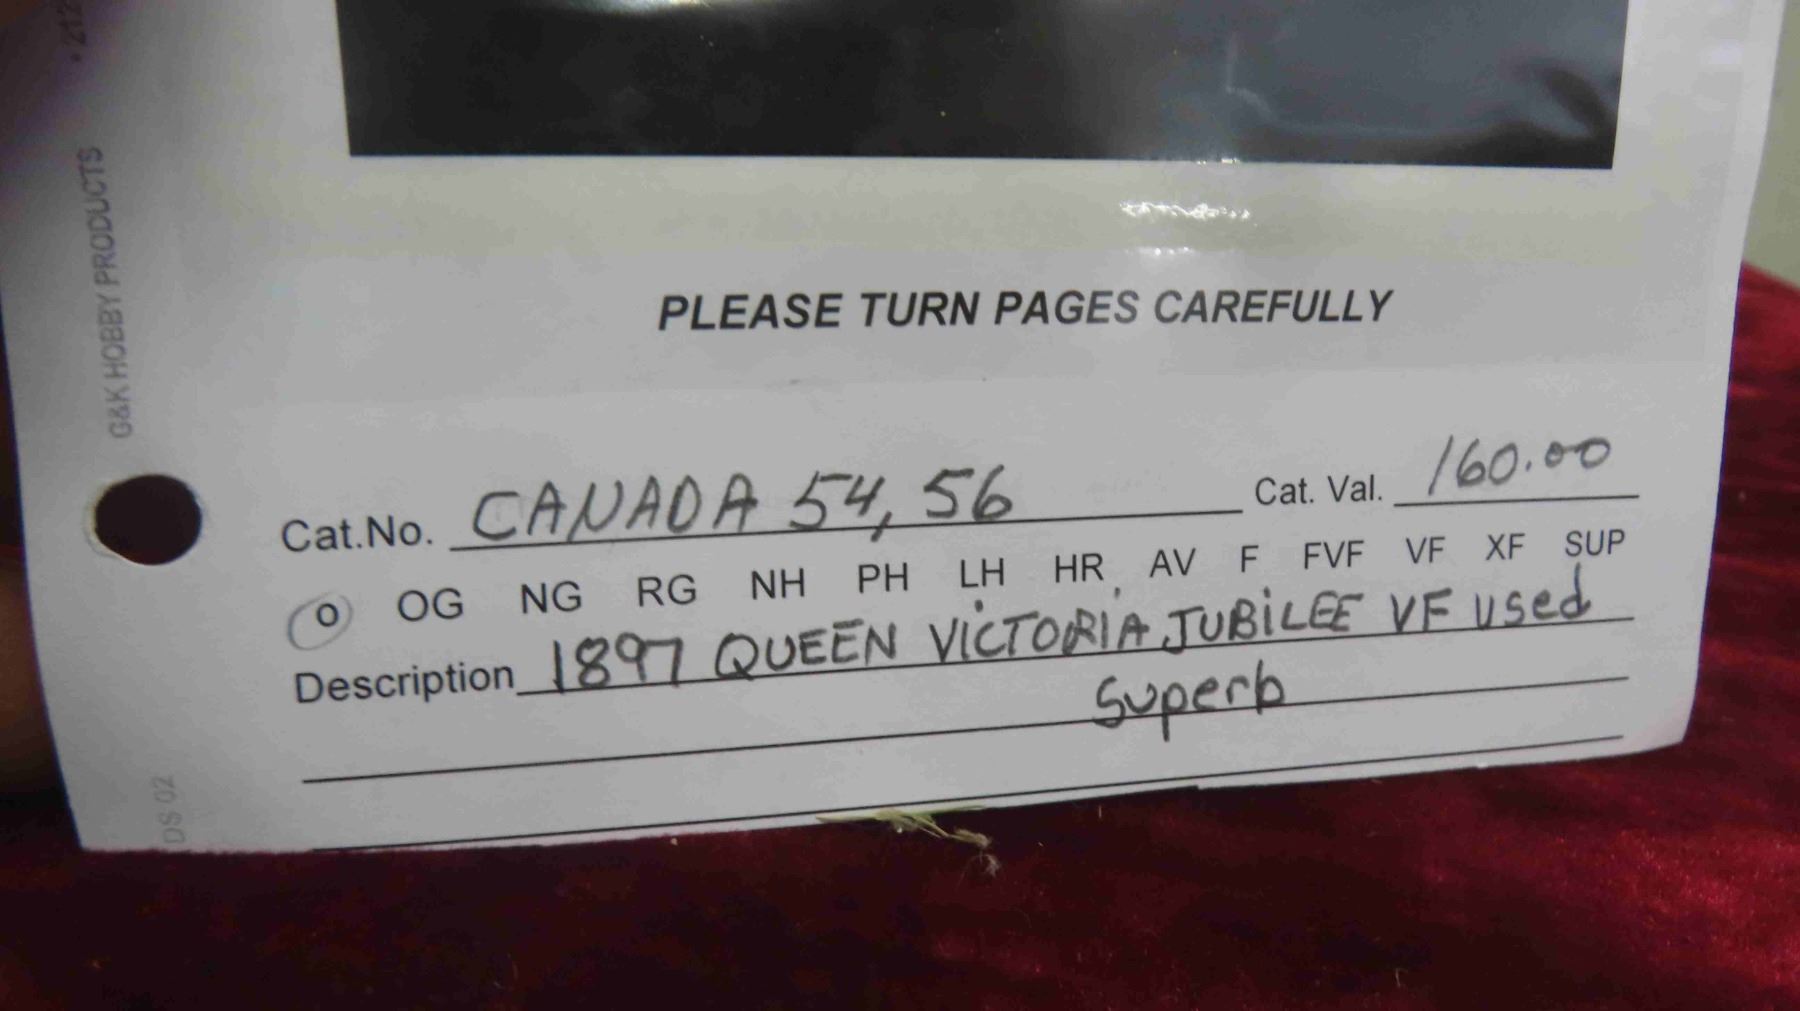 PLEASE TURN PAGES CAREFULLY
Cat.No. CANADA 54, 56 Cat. Val. 160.00
O OG NG RG NH PH LH HR AV F FVF VF XF SUP
Description 1897 QUEEN VICTORIA JUBILEE VF used
superb
G&K HOBBY PRODUCTS
DS 02